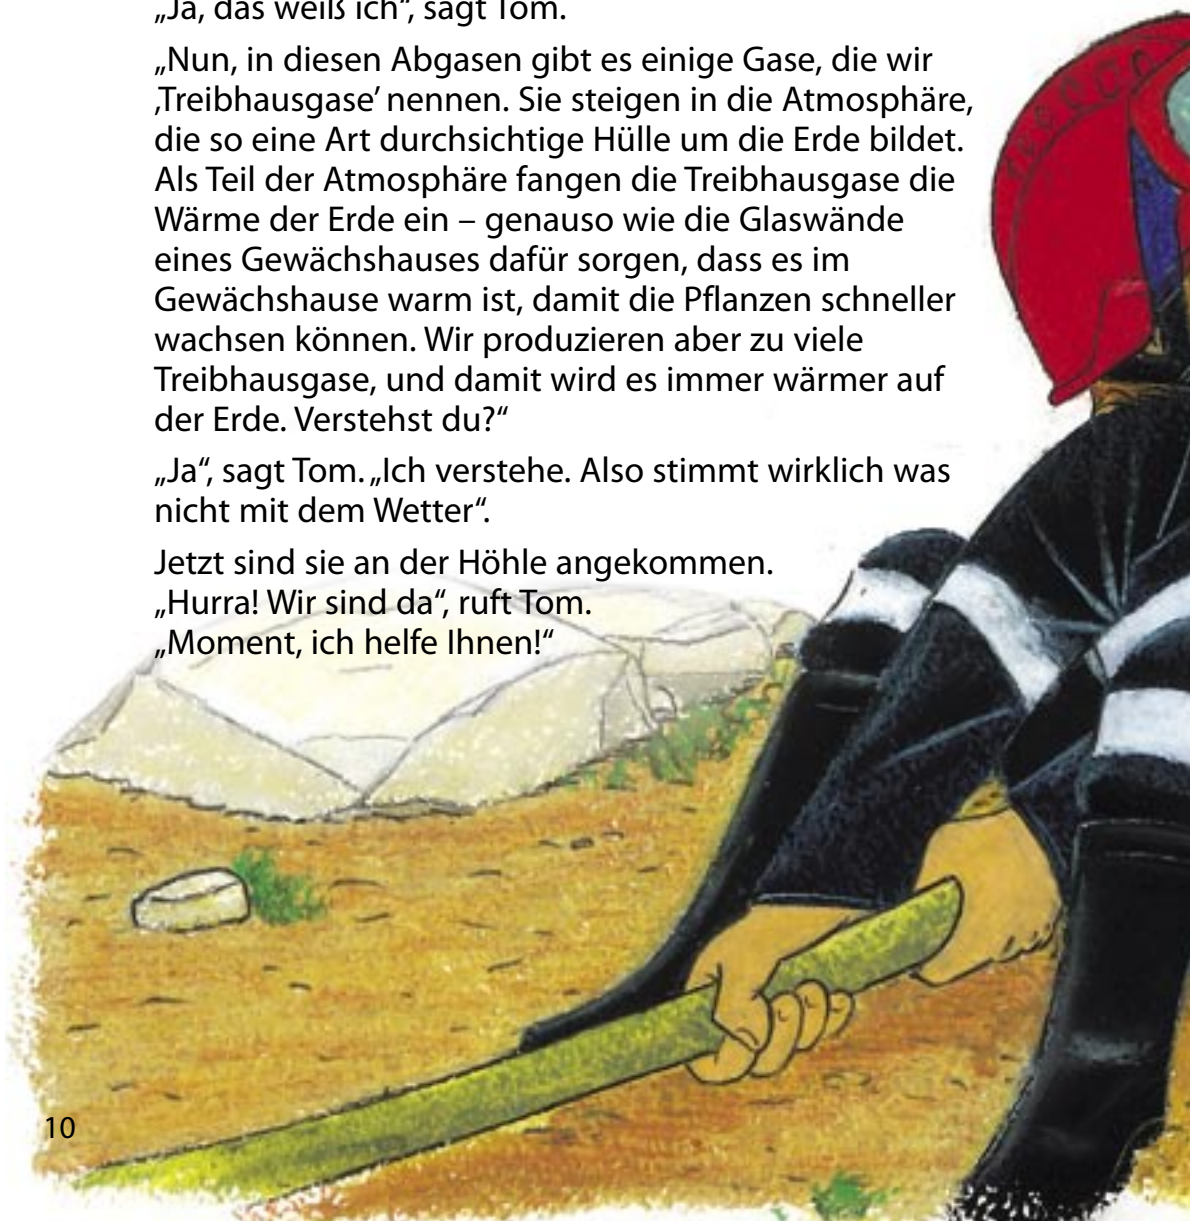 „Ja, das weiß ich“, sagt Tom.
„Nun, in diesen Abgasen gibt es einige Gase, die wir
‚Treibhausgase’ nennen. Sie steigen in die Atmosphäre,
die so eine Art durchsichtige Hülle um die Erde bildet.
Als Teil der Atmosphäre fangen die Treibhausgase die
Wärme der Erde ein – genauso wie die Glaswände
eines Gewächshauses dafür sorgen, dass es im
Gewächshause warm ist, damit die Pflanzen schneller
wachsen können. Wir produzieren aber zu viele
Treibhausgase, und damit wird es immer wärmer auf
der Erde. Verstehst du?“
„Ja“, sagt Tom. „Ich verstehe. Also stimmt wirklich was
nicht mit dem Wetter“.
Jetzt sind sie an der Höhle angekommen.
„Hurra! Wir sind da“, ruft Tom.
„Moment, ich helfe Ihnen!“
10